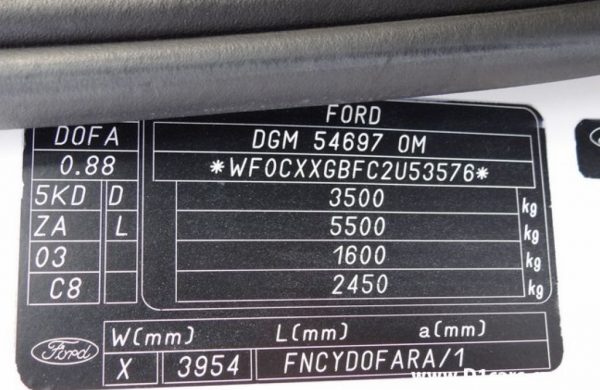 FORD
DOFA DGM 54697 0M
0.88 *WF0CXXGBFC2U53576*
5KD D 3500 kg
ZA L 5500 kg
03 1600 kg
C8 2450 kg
W(mm) L(mm) a(mm)
Ford X 3954 FNCYDOFARA/1